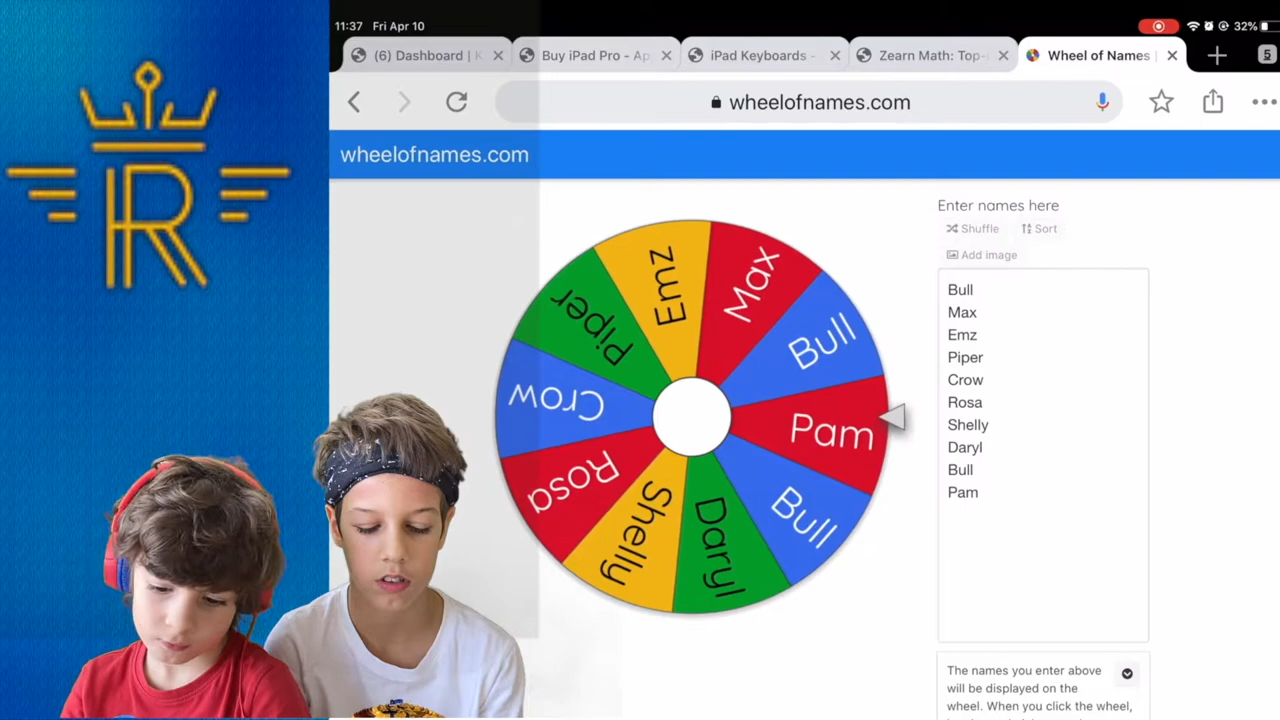 11:37 Fri Apr 10 32%
(6) Dashboard | K
Buy iPad Pro - Ap
iPad Keyboards -
Zearn Math: Top-
Wheel of Names |
5
wheelofnames.com
wheelofnames.com
Enter names here
Shuffle
Sort
Add image
Bull
Max
Emz
Piper
Crow
Rosa
Shelly
Daryl
Bull
Pam
Emz
Max
Bull
Pam
Bull
Daryl
Shelly
Rosa
Crow
Piper
R
The names you enter above
will be displayed on the
wheel. When you click the wheel,